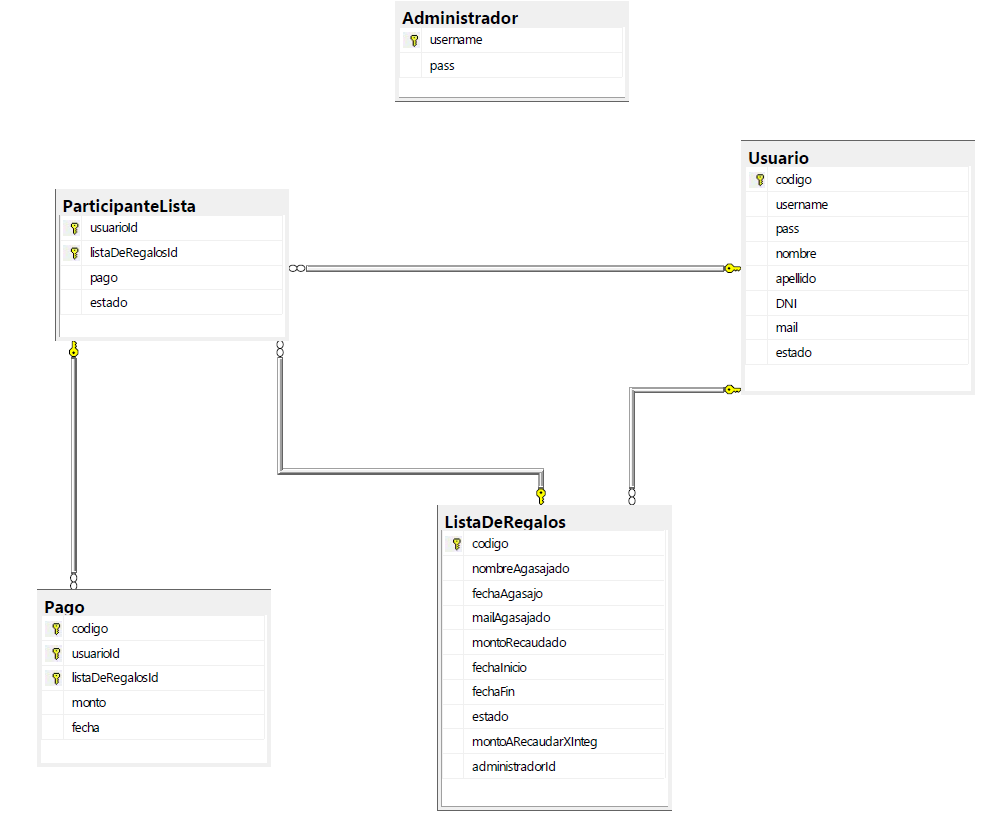 Administrador
username
pass
Usuario
codigo
username
pass
nombre
apellido
DNI
mail
estado
ParticipanteLista
usuarioId
listaDeRegalosId
pago
estado
ListaDeRegalos
codigo
nombreAgasajado
fechaAgasajo
mailAgasajado
montoRecaudado
fechaInicio
fechaFin
estado
montoARecaudarXInteg
administradorId
Pago
codigo
usuarioId
listaDeRegalosId
monto
fecha